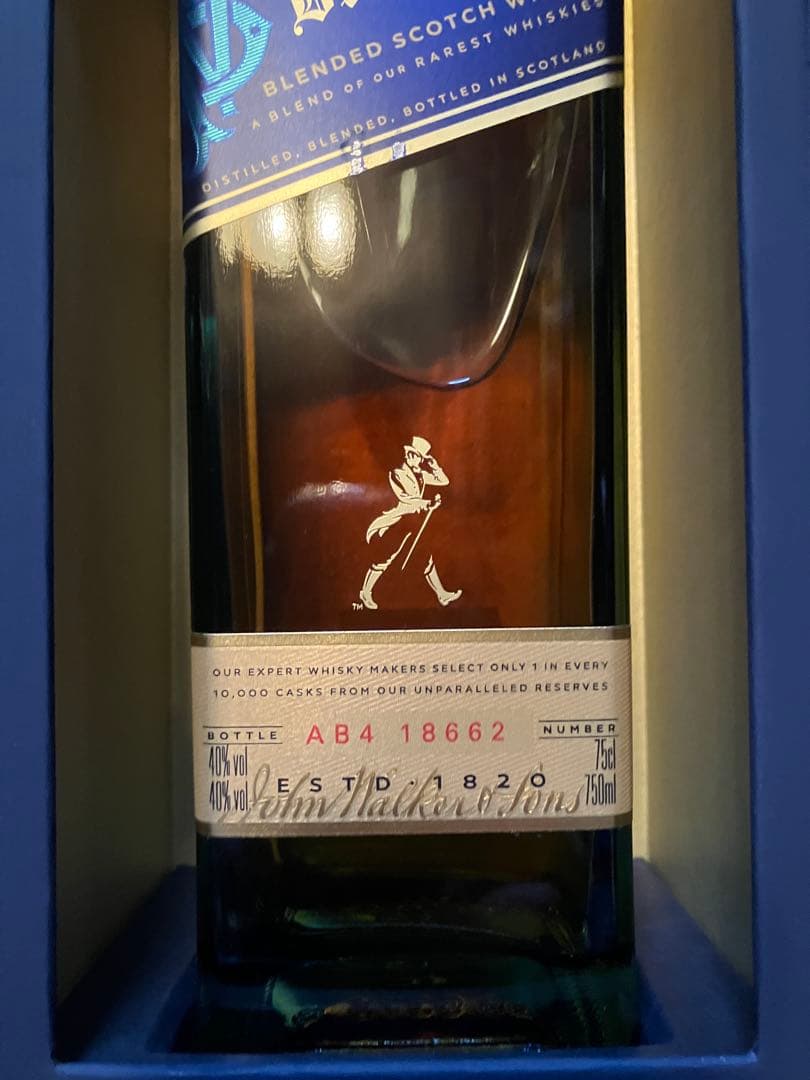 BLENDED SCOTCH
A BLEND OF OUR RAREST WHISKIES
DISTILLED, BLENDED, BOTTLED IN SCOTLAND
TM
OUR EXPERT WHISKY MAKERS SELECT ONLY 1 IN EVERY
10,000 CASKS FROM OUR UNPARALLELED RESERVES
BOTTLE AB4 18662 NUMBER
40% vol 75cl
40% vol 750ml
ESTD·1820
John Walker & Sons